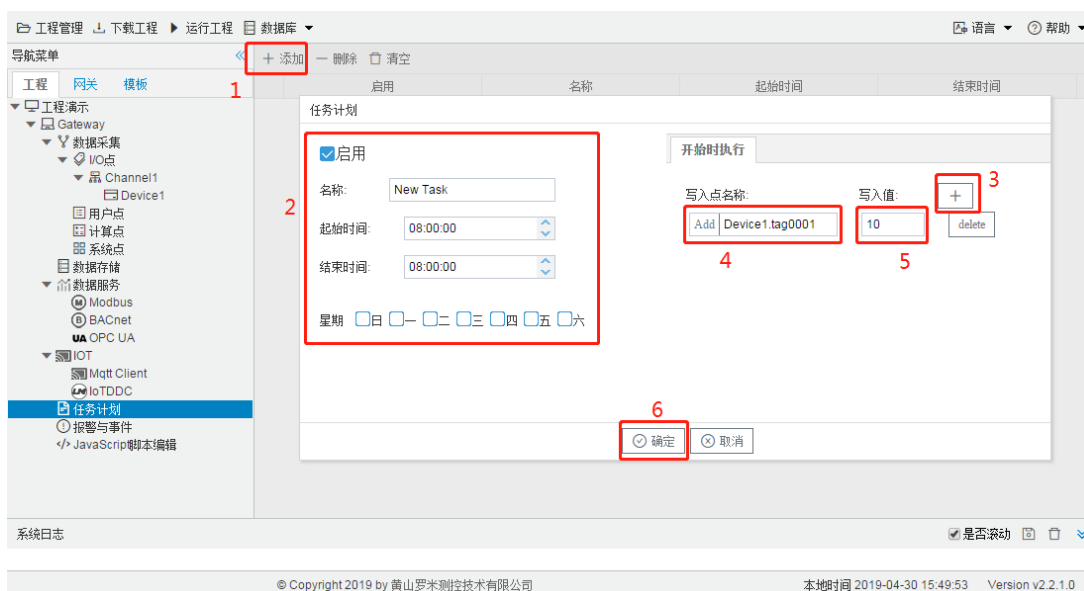 工程管理 下载工程 运行工程 数据库 语言 帮助
导航菜单
添加 删除 清空
1
工程 网关 模板
启用 名称 起始时间 结束时间
工程演示
Gateway
数据采集
I/O点
Channel1
Device1
用户点
计算点
系统点
数据存储
数据服务
Modbus
BACnet
UA OPC UA
IOT
Mqtt Client
IoTDDC
任务计划
报警与事件
JavaScrip脚本编辑
任务计划
2
启用
名称: New Task
起始时间: 08:00:00
结束时间: 08:00:00
星期 日 一 二 三 四 五 六
开始时执行
写入点名称: 写入值: + 3
Add Device1.tag0001 10 delete
4 5
6
确定 取消
系统日志 是否滚动
© Copyright 2019 by 黄山罗米测控技术有限公司 本地时间 2019-04-30 15:49:53 Version v2.2.1.0